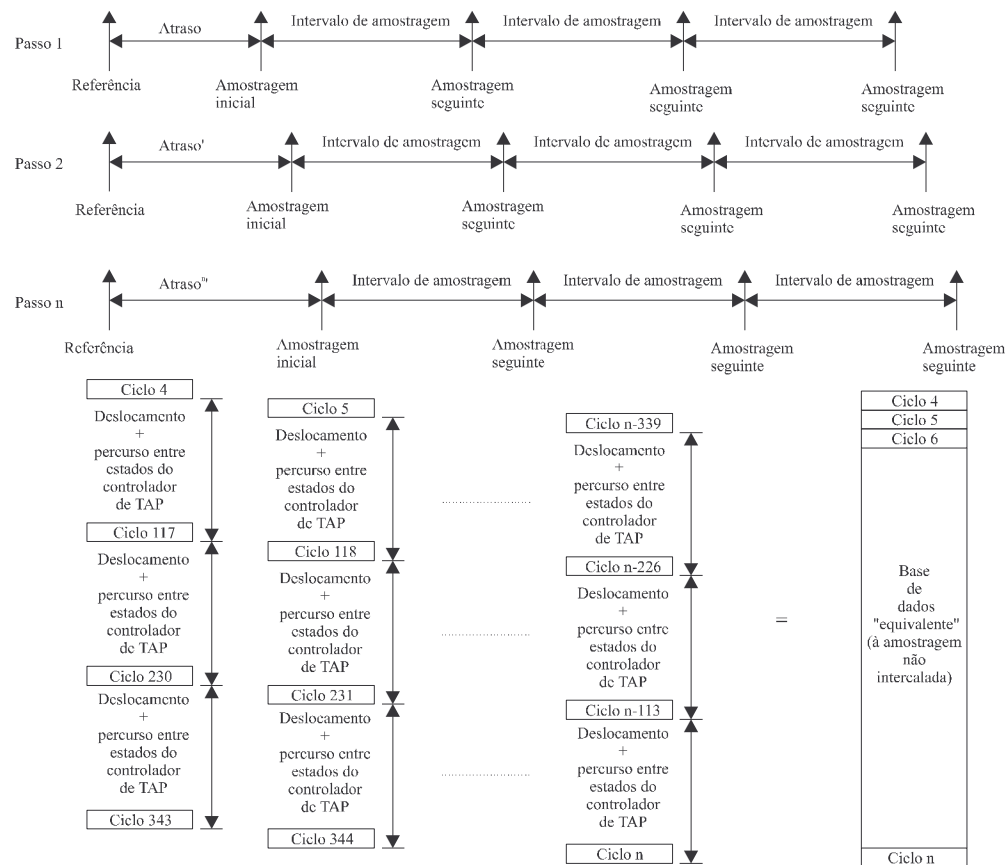 Atraso
Intervalo de amostragem
Intervalo de amostragem
Intervalo de amostragem
Passo 1
Referência
Amostragem
inicial
Amostragem
seguinte
Amostragem
seguinte
Amostragem
seguinte
Atraso'
Intervalo de amostragem
Intervalo de amostragem
Intervalo de amostragem
Passo 2
Referência
Amostragem
inicial
Amostragem
seguinte
Amostragem
seguinte
Amostragem
seguinte
Atraso"'
Intervalo de amostragem
Intervalo de amostragem
Intervalo de amostragem
Passo n
Referência
Amostragem
inicial
Amostragem
seguinte
Amostragem
seguinte
Amostragem
seguinte
Ciclo 4
Deslocamento
+
percurso entre
estados do
controlador
de TAP
Ciclo 117
Deslocamento
+
percurso entre
estados do
controlador
de TAP
Ciclo 230
Deslocamento
+
percurso entre
estados do
controlador
de TAP
Ciclo 343
Ciclo 5
Deslocamento
+
percurso entre
estados do
controlador
de TAP
Ciclo 118
Deslocamento
+
percurso entre
estados do
controlador
de TAP
Ciclo 231
Deslocamento
+
percurso entre
estados do
controlador
de TAP
Ciclo 344
Ciclo n-339
Deslocamento
+
percurso entre
estados do
controlador
de TAP
Ciclo n-226
Deslocamento
+
percurso entre
estados do
controlador
de TAP
Ciclo n-113
Deslocamento
+
percurso entre
estados do
controlador
de TAP
Ciclo n
=
Ciclo 4
Ciclo 5
Ciclo 6
Base
de
dados
"equivalente"
(à amostragem
não
intercalada)
Ciclo n